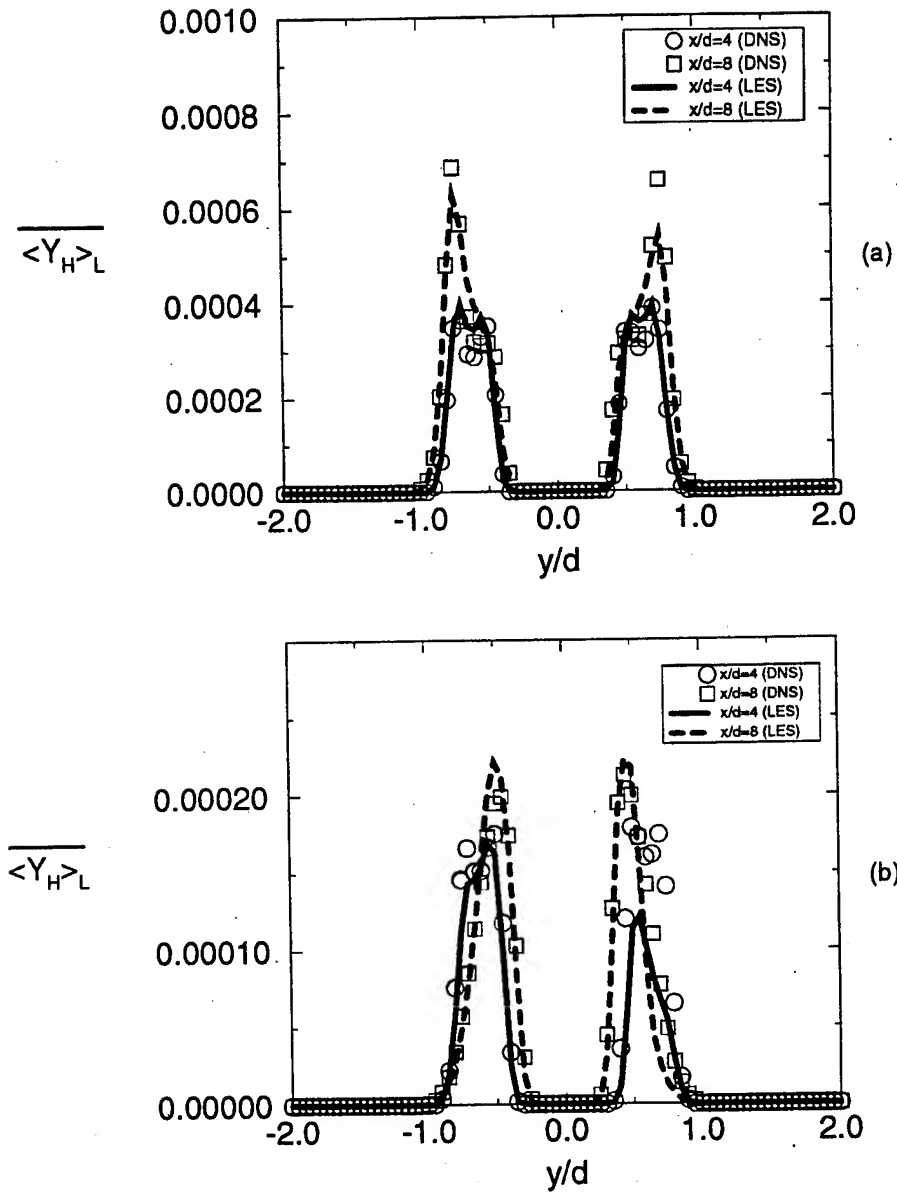 0.0010
x/d=4 (DNS)
x/d=8 (DNS)
x/d=4 (LES)
x/d=8 (LES)
0.0008
0.0006
<Y_H>_L
(a)
0.0004
0.0002
0.0000
-2.0 -1.0 0.0 1.0 2.0
y/d
x/d=4 (DNS)
x/d=8 (DNS)
x/d=4 (LES)
x/d=8 (LES)
0.00020
<Y_H>_L
(b)
0.00010
0.00000
-2.0 -1.0 0.0 1.0 2.0
y/d